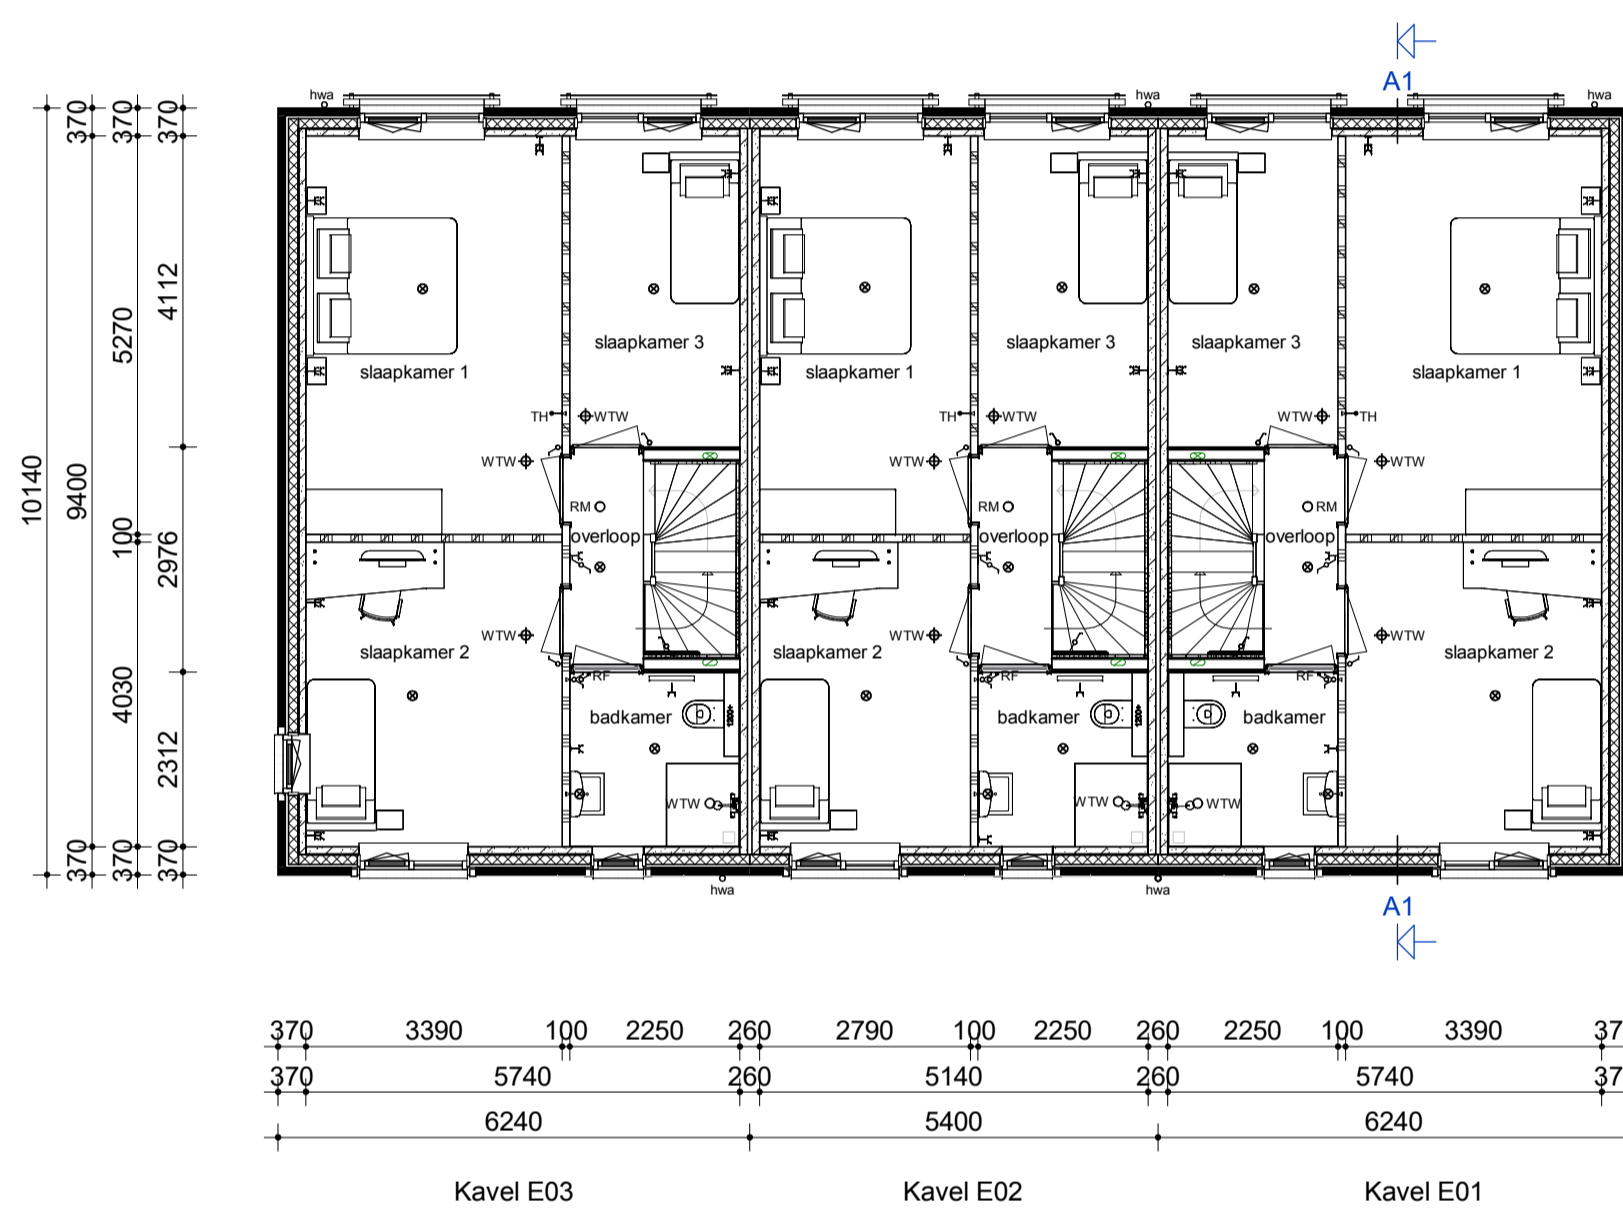 A1
hwa hwa hwa
370 370 370
4112
5270
slaapkamer 3 slaapkamer 3 slaapkamer 3
slaapkamer 1 slaapkamer 1 slaapkamer 1
TH WTW TH WTW WTW TH
WTW WTW WTW
10140 9400
RM RM RM
100 2976
overloop overloop overloop
WTW WTW WTW
slaapkamer 2 slaapkamer 2 slaapkamer 2
RF RF RF
4030
badkamer badkamer badkamer
1200+ 1200+
2312
WTW WTW WTW
370 370 370
hwa hwa
A1
370 3390 100 2250 260 2790 100 2250 260 2250 100 3390 37
370 5740 260 5140 260 5740 37
6240 5400 6240
Kavel E03 Kavel E02 Kavel E01